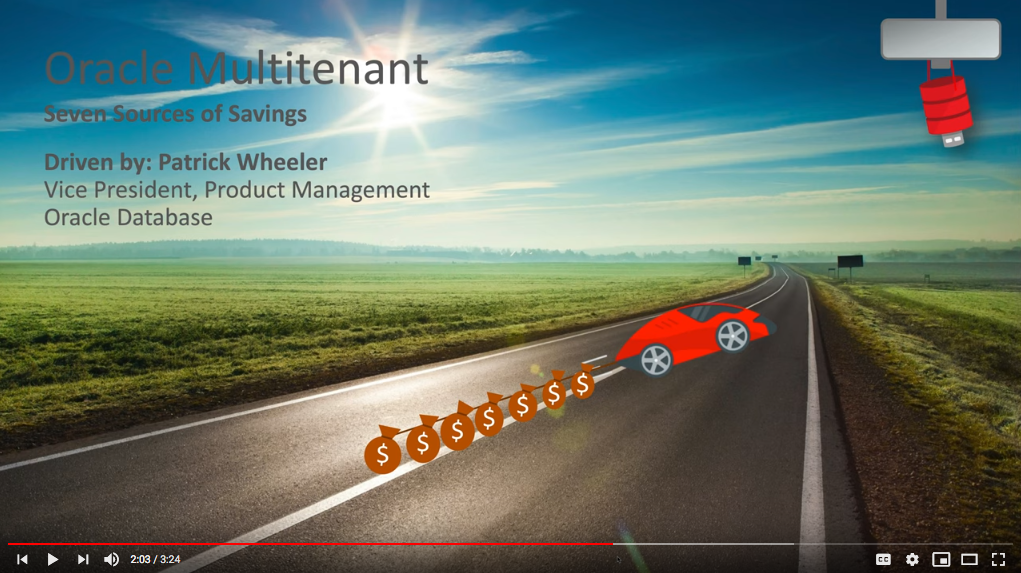 Oracle Multitenant
Seven Sources of Savings
Driven by: Patrick Wheeler
Vice President, Product Management
Oracle Database
$ $ $ $ $ $ $
2:03 / 3:24
CC